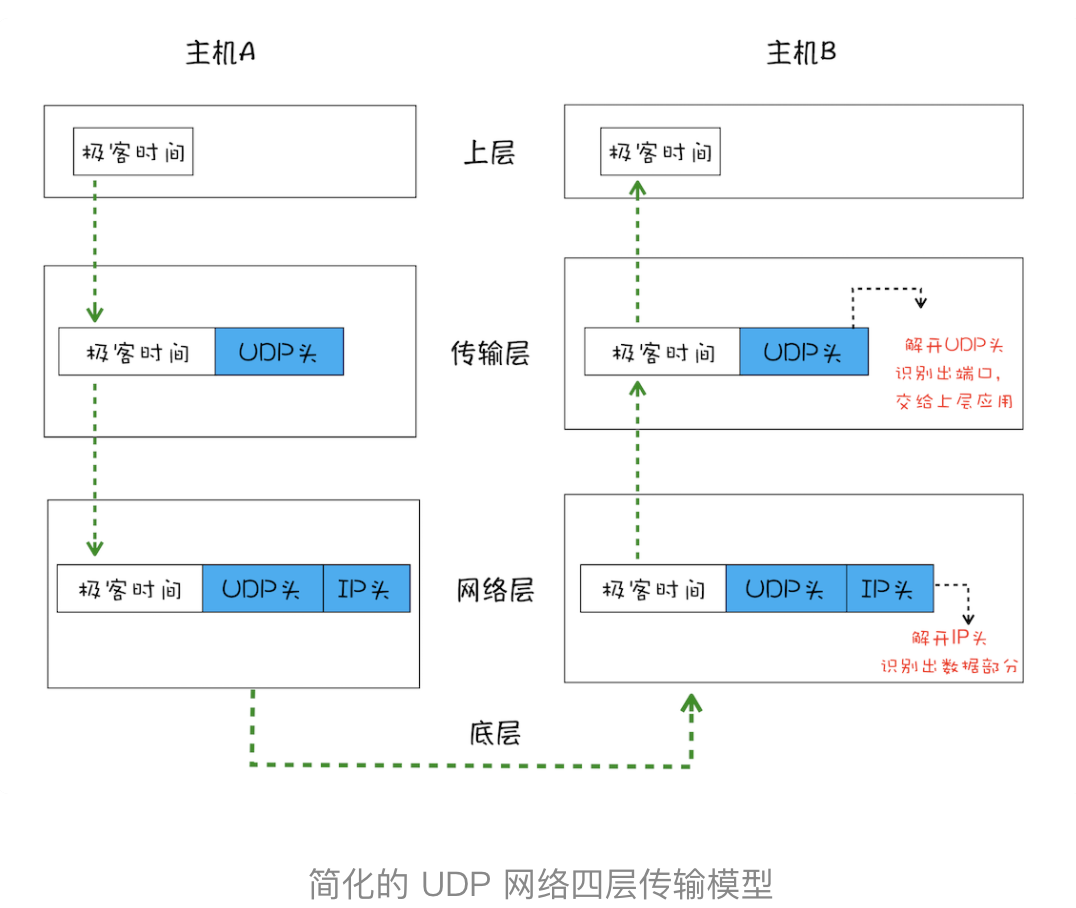 主机A
主机B
极客时间
上层
极客时间
极客时间 UDP头
传输层
极客时间 UDP头
解开UDP头
识别出端口，
交给上层应用
极客时间 UDP头 IP头
网络层
极客时间 UDP头 IP头
解开IP头
识别出数据部分
底层
简化的 UDP 网络四层传输模型